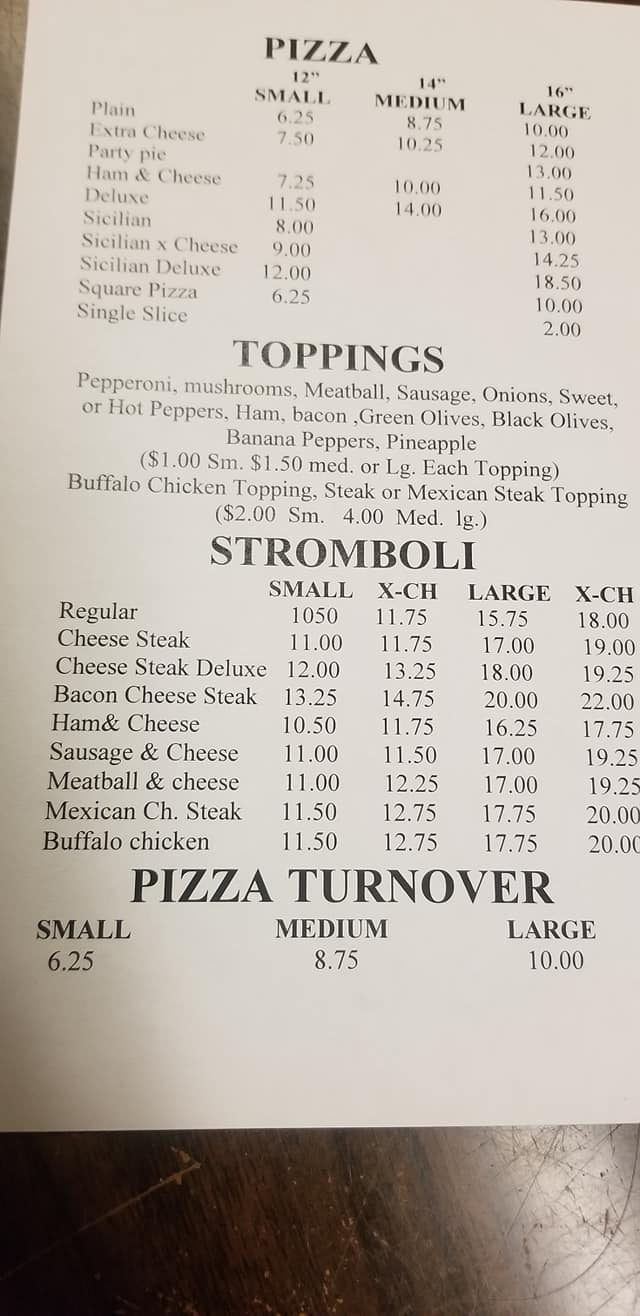 PIZZA
12" 14" 16"
SMALL MEDIUM LARGE
Plain 6.25 8.75 10.00
Extra Cheese 7.50 10.25 12.00
Party pie 13.00
Ham & Cheese 7.25 10.00 11.50
Deluxe 11.50 14.00 16.00
Sicilian 8.00 13.00
Sicilian x Cheese 9.00 14.25
Sicilian Deluxe 12.00 18.50
Square Pizza 6.25 10.00
Single Slice 2.00
TOPPINGS
Pepperoni, mushrooms, Meatball, Sausage, Onions, Sweet,
or Hot Peppers, Ham, bacon ,Green Olives, Black Olives,
Banana Peppers, Pineapple
($1.00 Sm. $1.50 med. or Lg. Each Topping)
Buffalo Chicken Topping, Steak or Mexican Steak Topping
($2.00 Sm. 4.00 Med. lg.)
STROMBOLI
SMALL X-CH LARGE X-CH
Regular 1050 11.75 15.75 18.00
Cheese Steak 11.00 11.75 17.00 19.00
Cheese Steak Deluxe 12.00 13.25 18.00 19.25
Bacon Cheese Steak 13.25 14.75 20.00 22.00
Ham& Cheese 10.50 11.75 16.25 17.75
Sausage & Cheese 11.00 11.50 17.00 19.25
Meatball & cheese 11.00 12.25 17.00 19.25
Mexican Ch. Steak 11.50 12.75 17.75 20.00
Buffalo chicken 11.50 12.75 17.75 20.00
PIZZA TURNOVER
SMALL MEDIUM LARGE
6.25 8.75 10.00